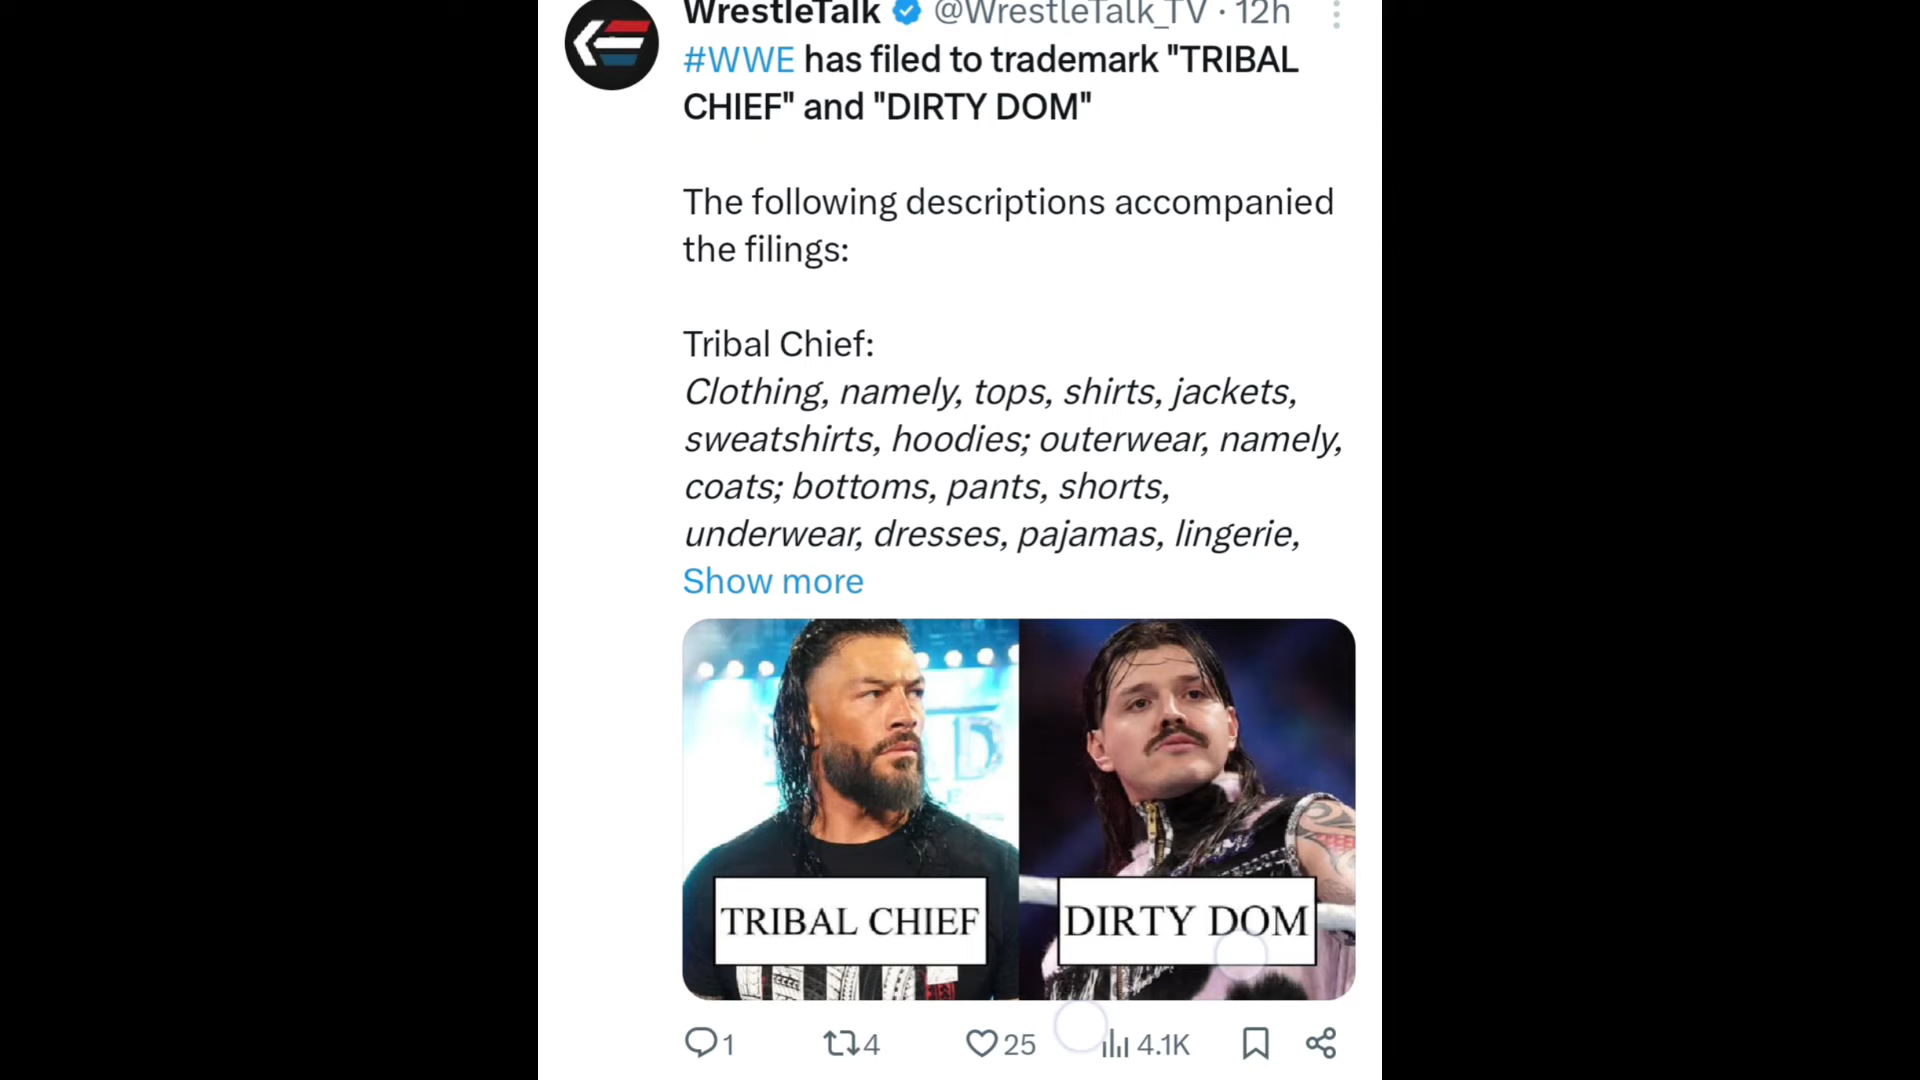 WrestleTalk @WrestleTalk_TV · 12h
#WWE has filed to trademark "TRIBAL
CHIEF" and "DIRTY DOM"
The following descriptions accompanied
the filings:
Tribal Chief:
Clothing, namely, tops, shirts, jackets,
sweatshirts, hoodies; outerwear, namely,
coats; bottoms, pants, shorts,
underwear, dresses, pajamas, lingerie,
Show more
TRIBAL CHIEF
DIRTY DOM
1 4 25 4.1K